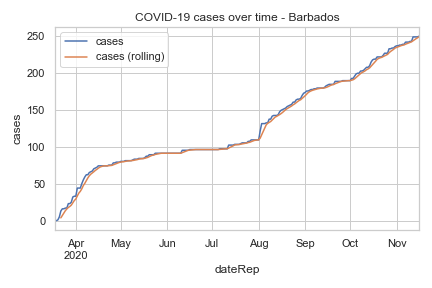 COVID-19 cases over time - Barbados
cases
cases (rolling)
250
200
150
100
50
0
cases
Apr May Jun Jul Aug Sep Oct Nov
2020
dateRep